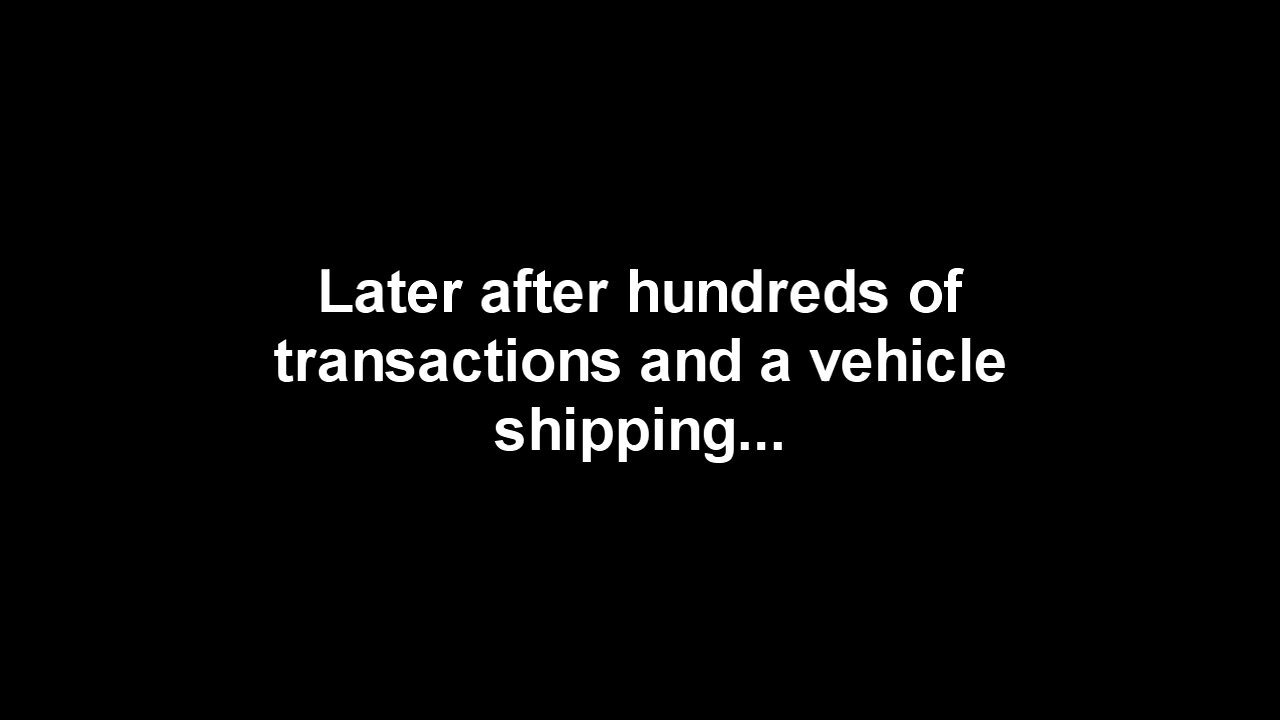 Later after hundreds of
transactions and a vehicle
shipping...